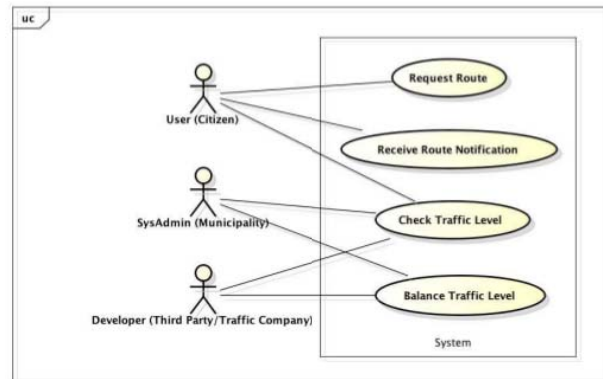 uc
Request Route
User (Citizen)
Receive Route Notification
SysAdmin (Municipality)
Check Traffic Level
Developer (Third Party/Traffic Company)
Balance Traffic Level
System